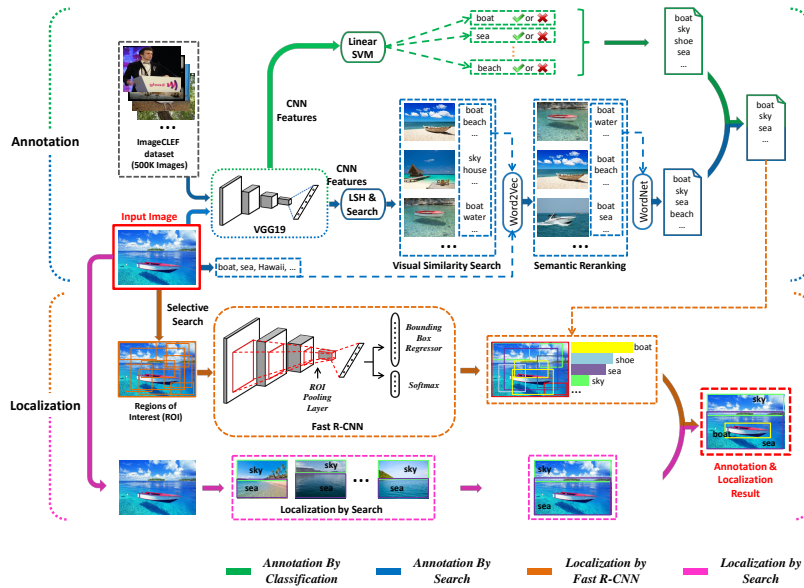 boat ✓ or ✗
sea ✓ or ✗
beach ✓ or ✗
Linear
SVM
boat
sky
shoe
sea
...
CNN
Features
ImageCLEF
dataset
(500K Images)
Annotation
VGG19
CNN
Features
LSH &
Search
boat
beach
...
sky
house
...
boat
water
...
Visual Similarity Search
Word2Vec
boat
water
...
boat
beach
...
boat
sea
...
Semantic Reranking
WordNet
boat
sky
sea
beach
...
boat
sky
sea
...
Input Image
boat, sea, Hawaii, ...
Selective
Search
Localization
Regions of
Interest (ROI)
ROI
Pooling
Layer
Bounding
Box
Regressor
Softmax
Fast R-CNN
boat
shoe
sea
sky
...
sky
boat
sea
Annotation &
Localization
Result
sky
sea
sky
sea
...
sky
sea
Localization by Search
sky
sea
Annotation By
Classification
Annotation By
Search
Localization by
Fast R-CNN
Localization by
Search